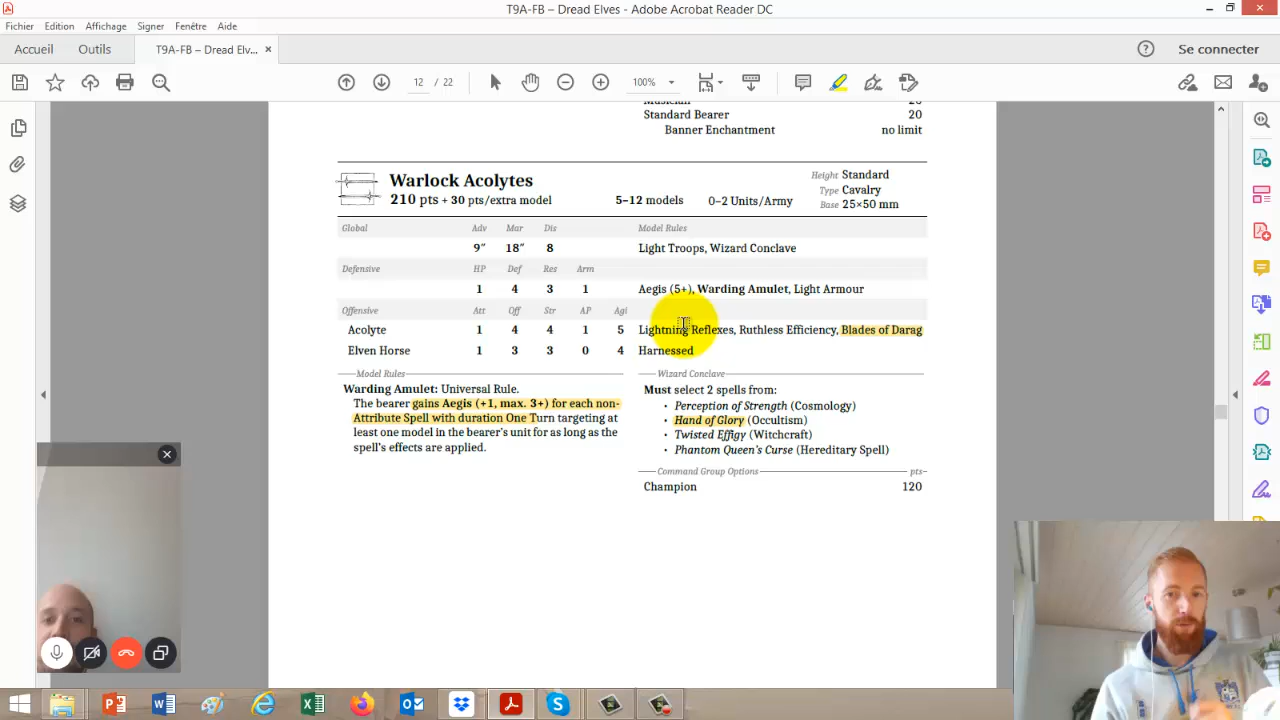 T9A-FB – Dread Elves - Adobe Acrobat Reader DC
Fichier Edition Affichage Signer Fenêtre Aide
Accueil Outils T9A-FB – Dread Elv... × ? Se connecter
12 / 22 100%
Standard Bearer 20
Banner Enchantment no limit
Warlock Acolytes
210 pts + 30 pts/extra model 5–12 models 0–2 Units/Army
Height Standard
Type Cavalry
Base 25×50 mm
Global Adv Mar Dis Model Rules
9″ 18″ 8 Light Troops, Wizard Conclave
Defensive HP Def Res Arm
1 4 3 1 Aegis (5+), Warding Amulet, Light Armour
Offensive Att Off Str AP Agi
Acolyte 1 4 4 1 5 Lightning Reflexes, Ruthless Efficiency, Blades of Darag
Elven Horse 1 3 3 0 4 Harnessed
Model Rules
Warding Amulet: Universal Rule.
The bearer gains Aegis (+1, max. 3+) for each non-
Attribute Spell with duration One Turn targeting at
least one model in the bearer's unit for as long as the
spell's effects are applied.
Wizard Conclave
Must select 2 spells from:
• Perception of Strength (Cosmology)
• Hand of Glory (Occultism)
• Twisted Effigy (Witchcraft)
• Phantom Queen's Curse (Hereditary Spell)
Command Group Options pts
Champion 120